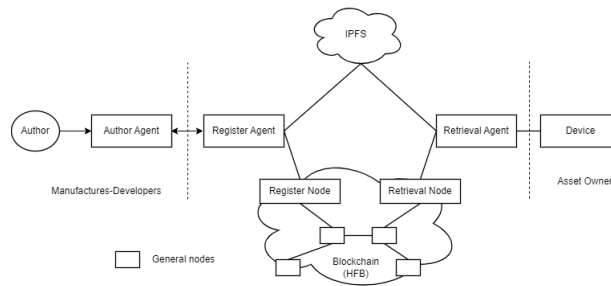 IPFS
Author
Author Agent
Register Agent
Retrieval Agent
Device
Manufactures-Developers
Register Node
Retrieval Node
Asset Owner
General nodes
Blockchain
(HFB)